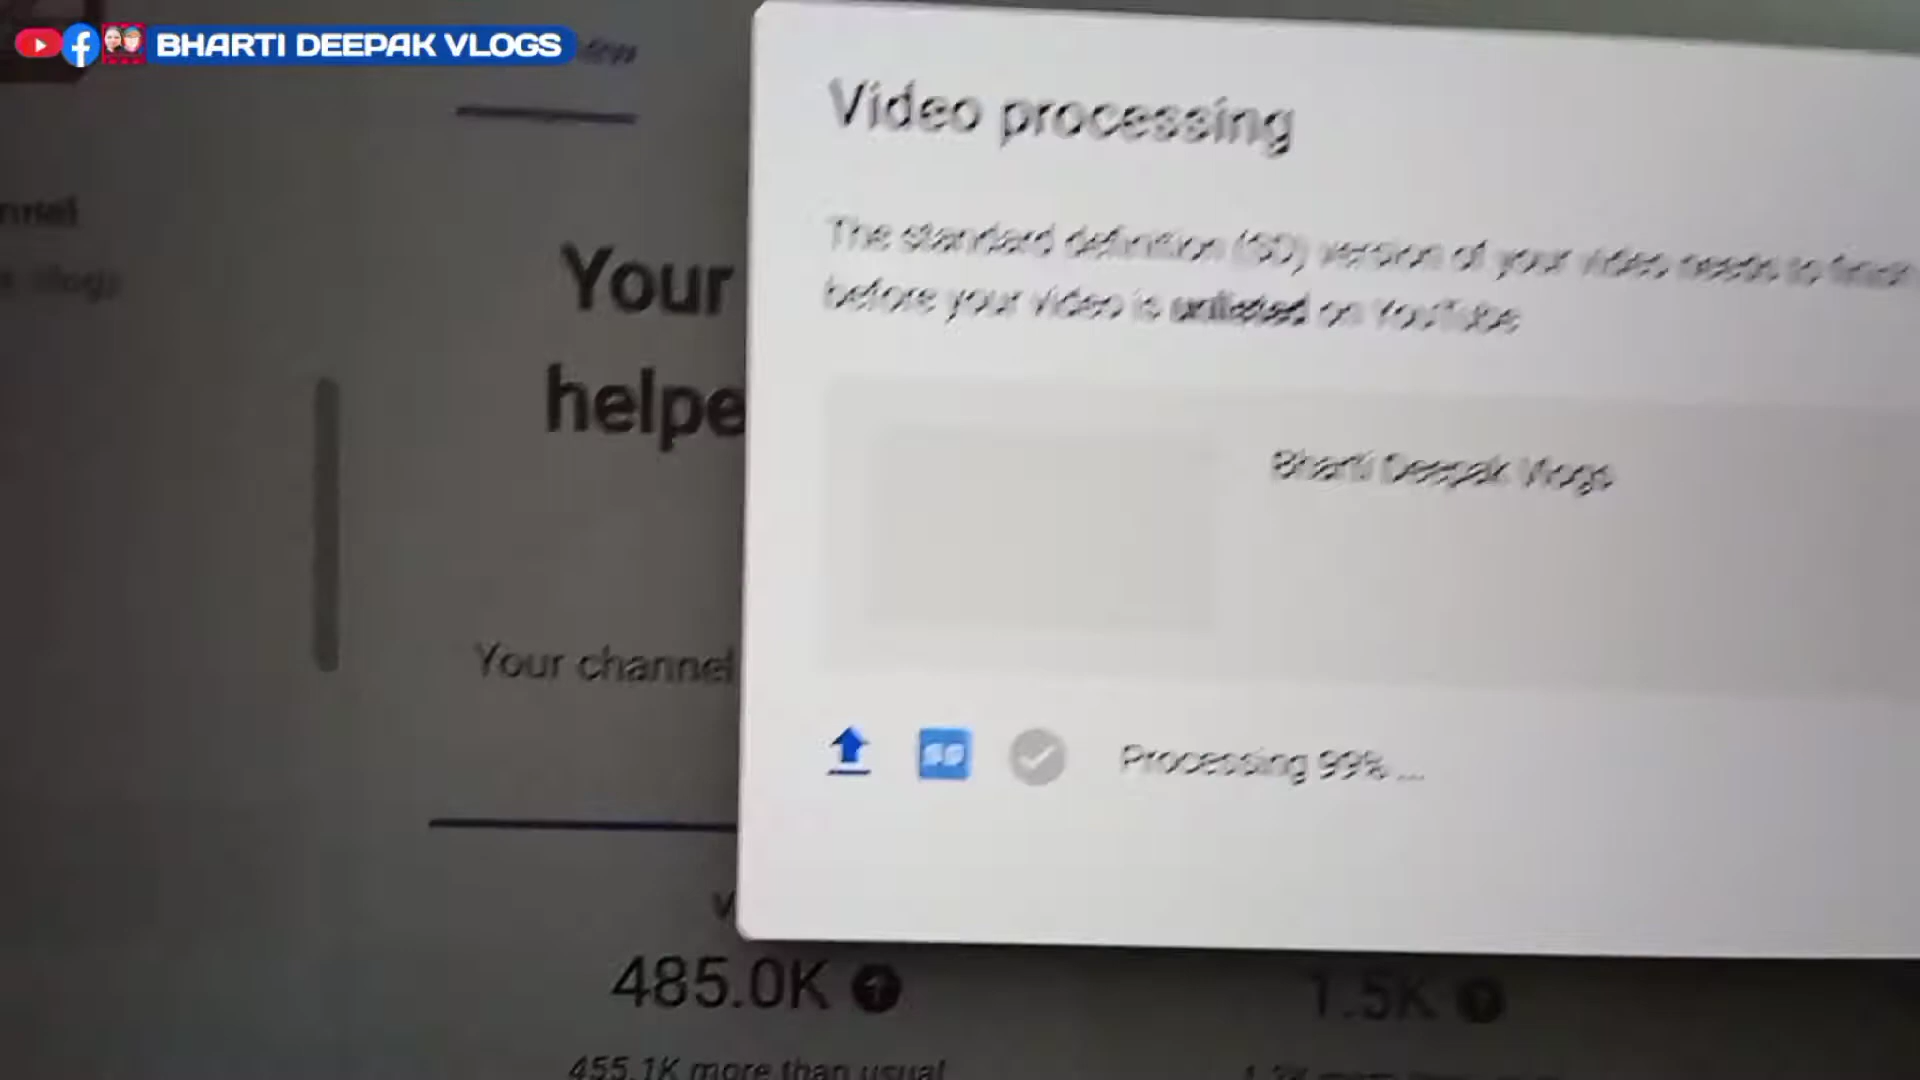 BHARTI DEEPAK VLOGS
Video processing
The standard definition (SD) version of your video needs to finish
before your video is unlisted on YouTube
Your
helpe
Bharti Deepak Vlogs
Your channel
Processing 99% ...
485.0K
1.5K
455.1K more than usual